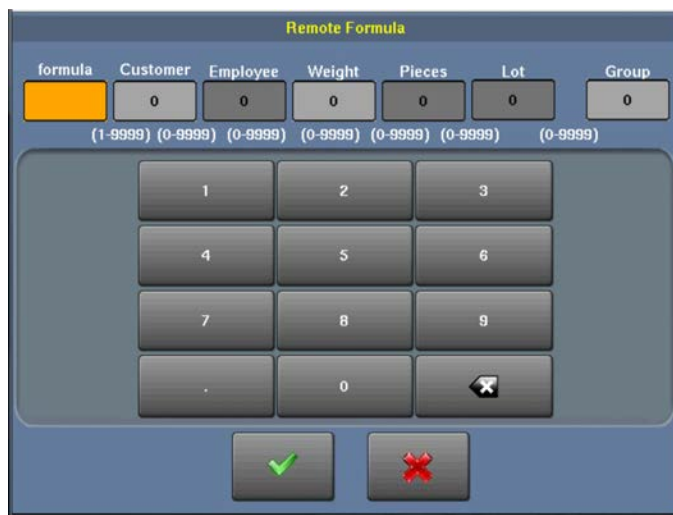 Remote Formula
formula Customer Employee Weight Pieces Lot Group
0 0 0 0 0 0
(1-9999) (0-9999) (0-9999) (0-9999) (0-9999) (0-9999) (0-9999)
1 2 3
4 5 6
7 8 9
. 0